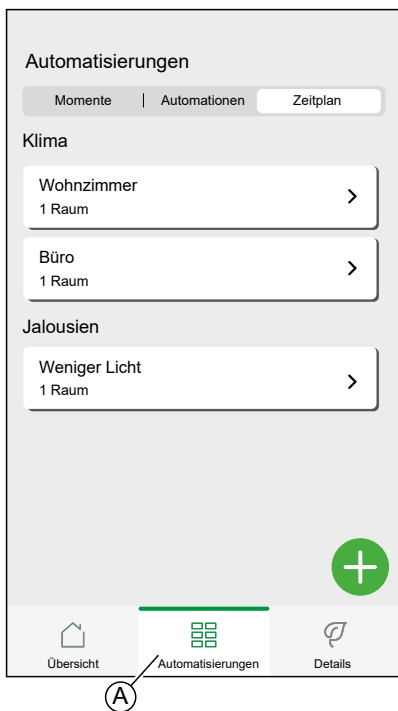 Automatisierungen
Momente | Automationen Zeitplan
Klima
Wohnzimmer
1 Raum
Büro
1 Raum
Jalousien
Weniger Licht
1 Raum
Übersicht Automatisierungen Details
A